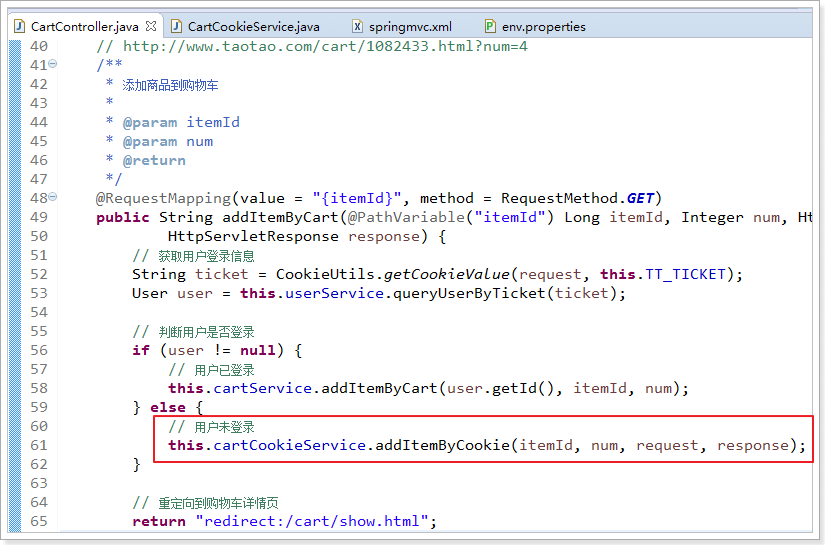 CartController.java CartCookieService.java springmvc.xml env.properties
40 // http://www.taotao.com/cart/1082433.html?num=4
41 /**
42 * 添加商品到购物车
43 *
44 * @param itemId
45 * @param num
46 * @return
47 */
48 @RequestMapping(value = "{itemId}", method = RequestMethod.GET)
49 public String addItemByCart(@PathVariable("itemId") Long itemId, Integer num, Ht
50 HttpServletResponse response) {
51 // 获取用户登录信息
52 String ticket = CookieUtils.getCookieValue(request, this.TT_TICKET);
53 User user = this.userService.queryUserByTicket(ticket);
54
55 // 判断用户是否登录
56 if (user != null) {
57 // 用户已登录
58 this.cartService.addItemByCart(user.getId(), itemId, num);
59 } else {
60 // 用户未登录
61 this.cartCookieService.addItemByCookie(itemId, num, request, response);
62 }
63
64 // 重定向到购物车详情页
65 return "redirect:/cart/show.html";